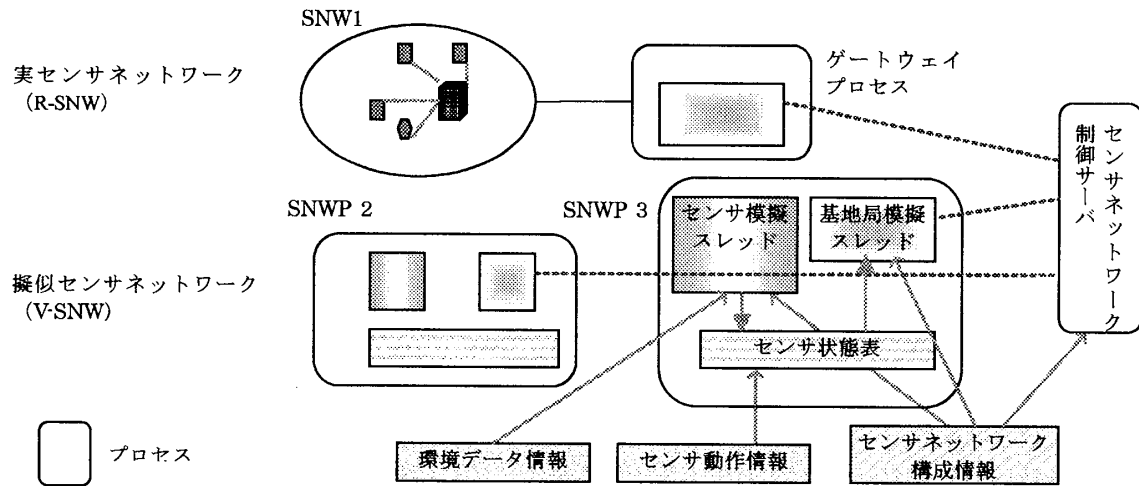 SNW1
実センサネットワーク
(R-SNW)
ゲートウェイ
プロセス
センサネットワーク
制御サーバ
SNWP 2
SNWP 3
センサ模擬
スレッド
基地局模擬
スレッド
擬似センサネットワーク
(V-SNW)
センサ状態表
プロセス
環境データ情報
センサ動作情報
センサネットワーク
構成情報